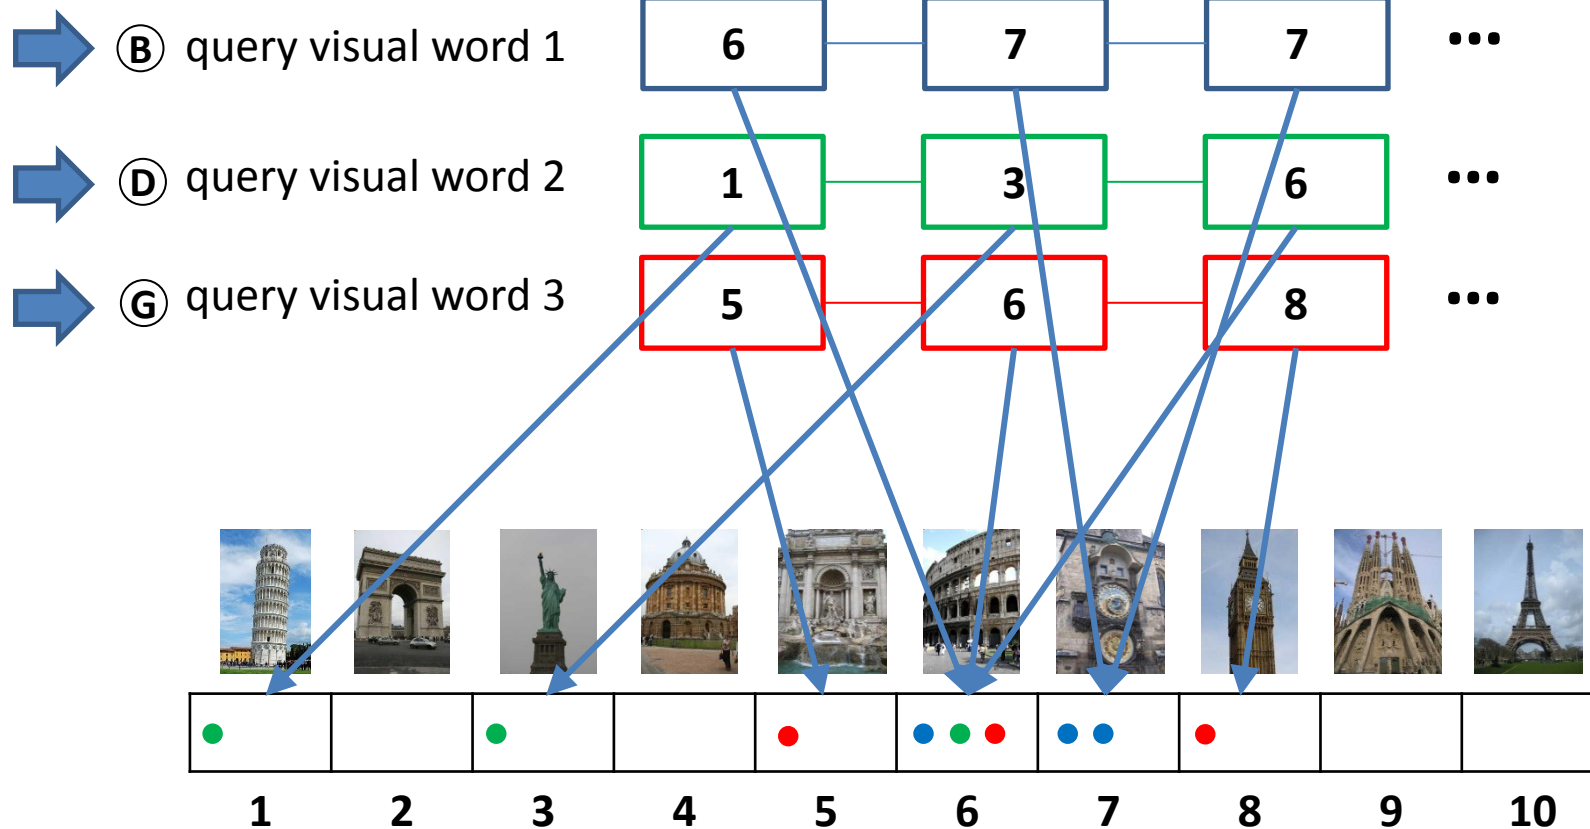 B query visual word 1 6 7 7 ...
D query visual word 2 1 3 6 ...
G query visual word 3 5 6 8 ...
1 2 3 4 5 6 7 8 9 10